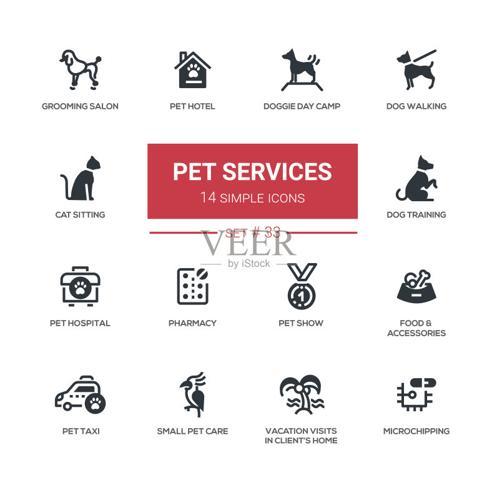 GROOMING SALON
PET HOTEL
DOGGIE DAY CAMP
DOG WALKING
PET SERVICES
14 SIMPLE ICONS
CAT SITTING
DOG TRAINING
SET # 33
VEER
by iStock
PET HOSPITAL
PHARMACY
PET SHOW
1
FOOD &
ACCESSORIES
PET TAXI
SMALL PET CARE
VACATION VISITS
IN CLIENT'S HOME
MICROCHIPPING